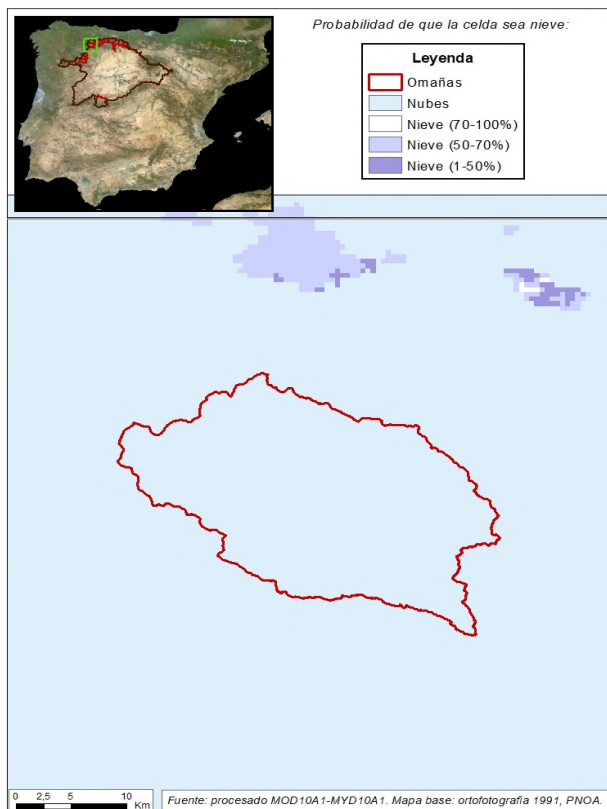 Probabilidad de que la celda sea nieve:
Leyenda
Omañas
Nubes
Nieve (70-100%)
Nieve (50-70%)
Nieve (1-50%)
0 2,5 5 10
Km
Fuente: procesado MOD10A1-MYD10A1. Mapa base: ortofotografía 1991, PNOA